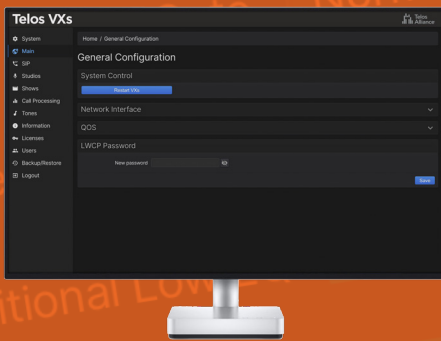 Telos VXs
Telos
Alliance
System
Main
SIP
Studios
Shows
Call Processing
Tones
Information
Licenses
Users
Backup/Restore
Logout
Home / General Configuration
General Configuration
System Control
Restart VXs
Network Interface
QOS
LWCP Password
New password
Save
itional Low